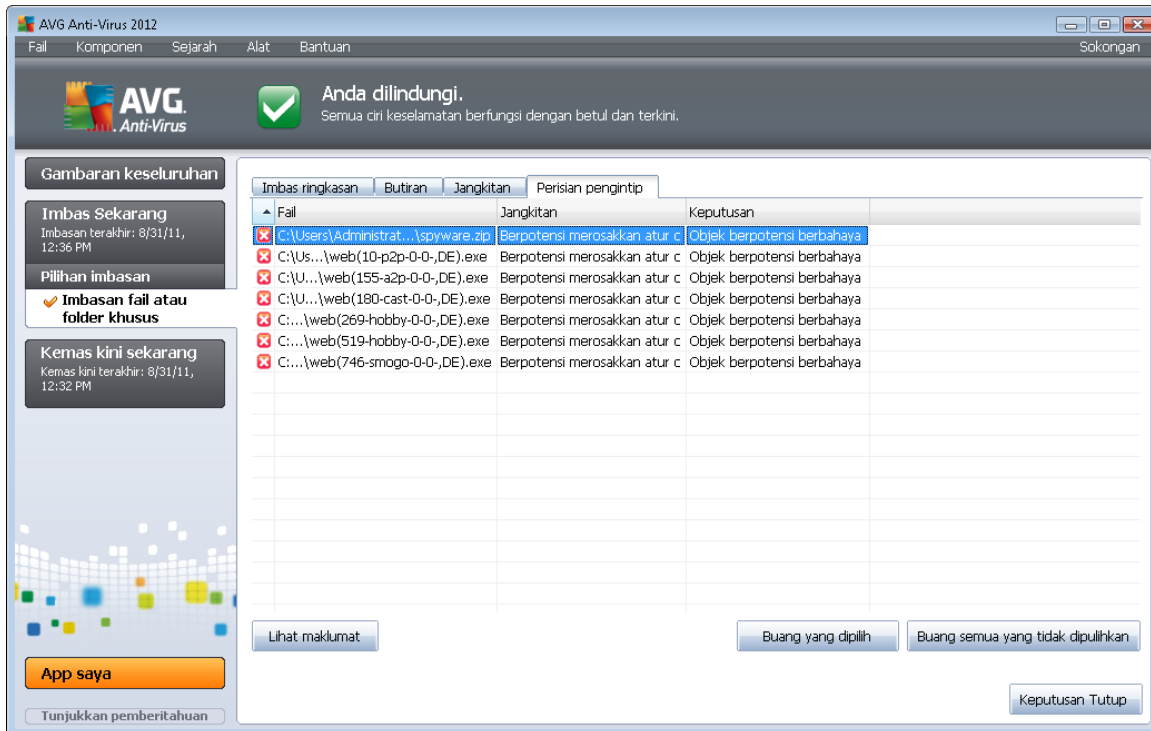 AVG Anti-Virus 2012
Fail Komponen Sejarah Alat Bantuan Sokongan
AVG.
Anti-Virus
Anda dilindungi.
Semua ciri keselamatan berfungsi dengan betul dan terkini.
Gambaran keseluruhan
Imbas Sekarang
Imbasan terakhir: 8/31/11,
12:36 PM
Pilihan imbasan
Imbasan fail atau
folder khusus
Kemas kini sekarang
Kemas kini terakhir: 8/31/11,
12:32 PM
App saya
Tunjukkan pemberitahuan
Imbas ringkasan Butiran Jangkitan Perisian pengintip
Fail Jangkitan Keputusan
C:\Users\Administrat...\spyware.zip Berpotensi merosakkan atur c Objek berpotensi berbahaya
C:\Us...\web(10-p2p-0-0-,DE).exe Berpotensi merosakkan atur c Objek berpotensi berbahaya
C:\U...\web(155-a2p-0-0-,DE).exe Berpotensi merosakkan atur c Objek berpotensi berbahaya
C:\U...\web(180-cast-0-0-,DE).exe Berpotensi merosakkan atur c Objek berpotensi berbahaya
C:...\web(269-hobby-0-0-,DE).exe Berpotensi merosakkan atur c Objek berpotensi berbahaya
C:...\web(519-hobby-0-0-,DE).exe Berpotensi merosakkan atur c Objek berpotensi berbahaya
C:...\web(746-smogo-0-0-,DE).exe Berpotensi merosakkan atur c Objek berpotensi berbahaya
Lihat maklumat Buang yang dipilih Buang semua yang tidak dipulihkan
Keputusan Tutup